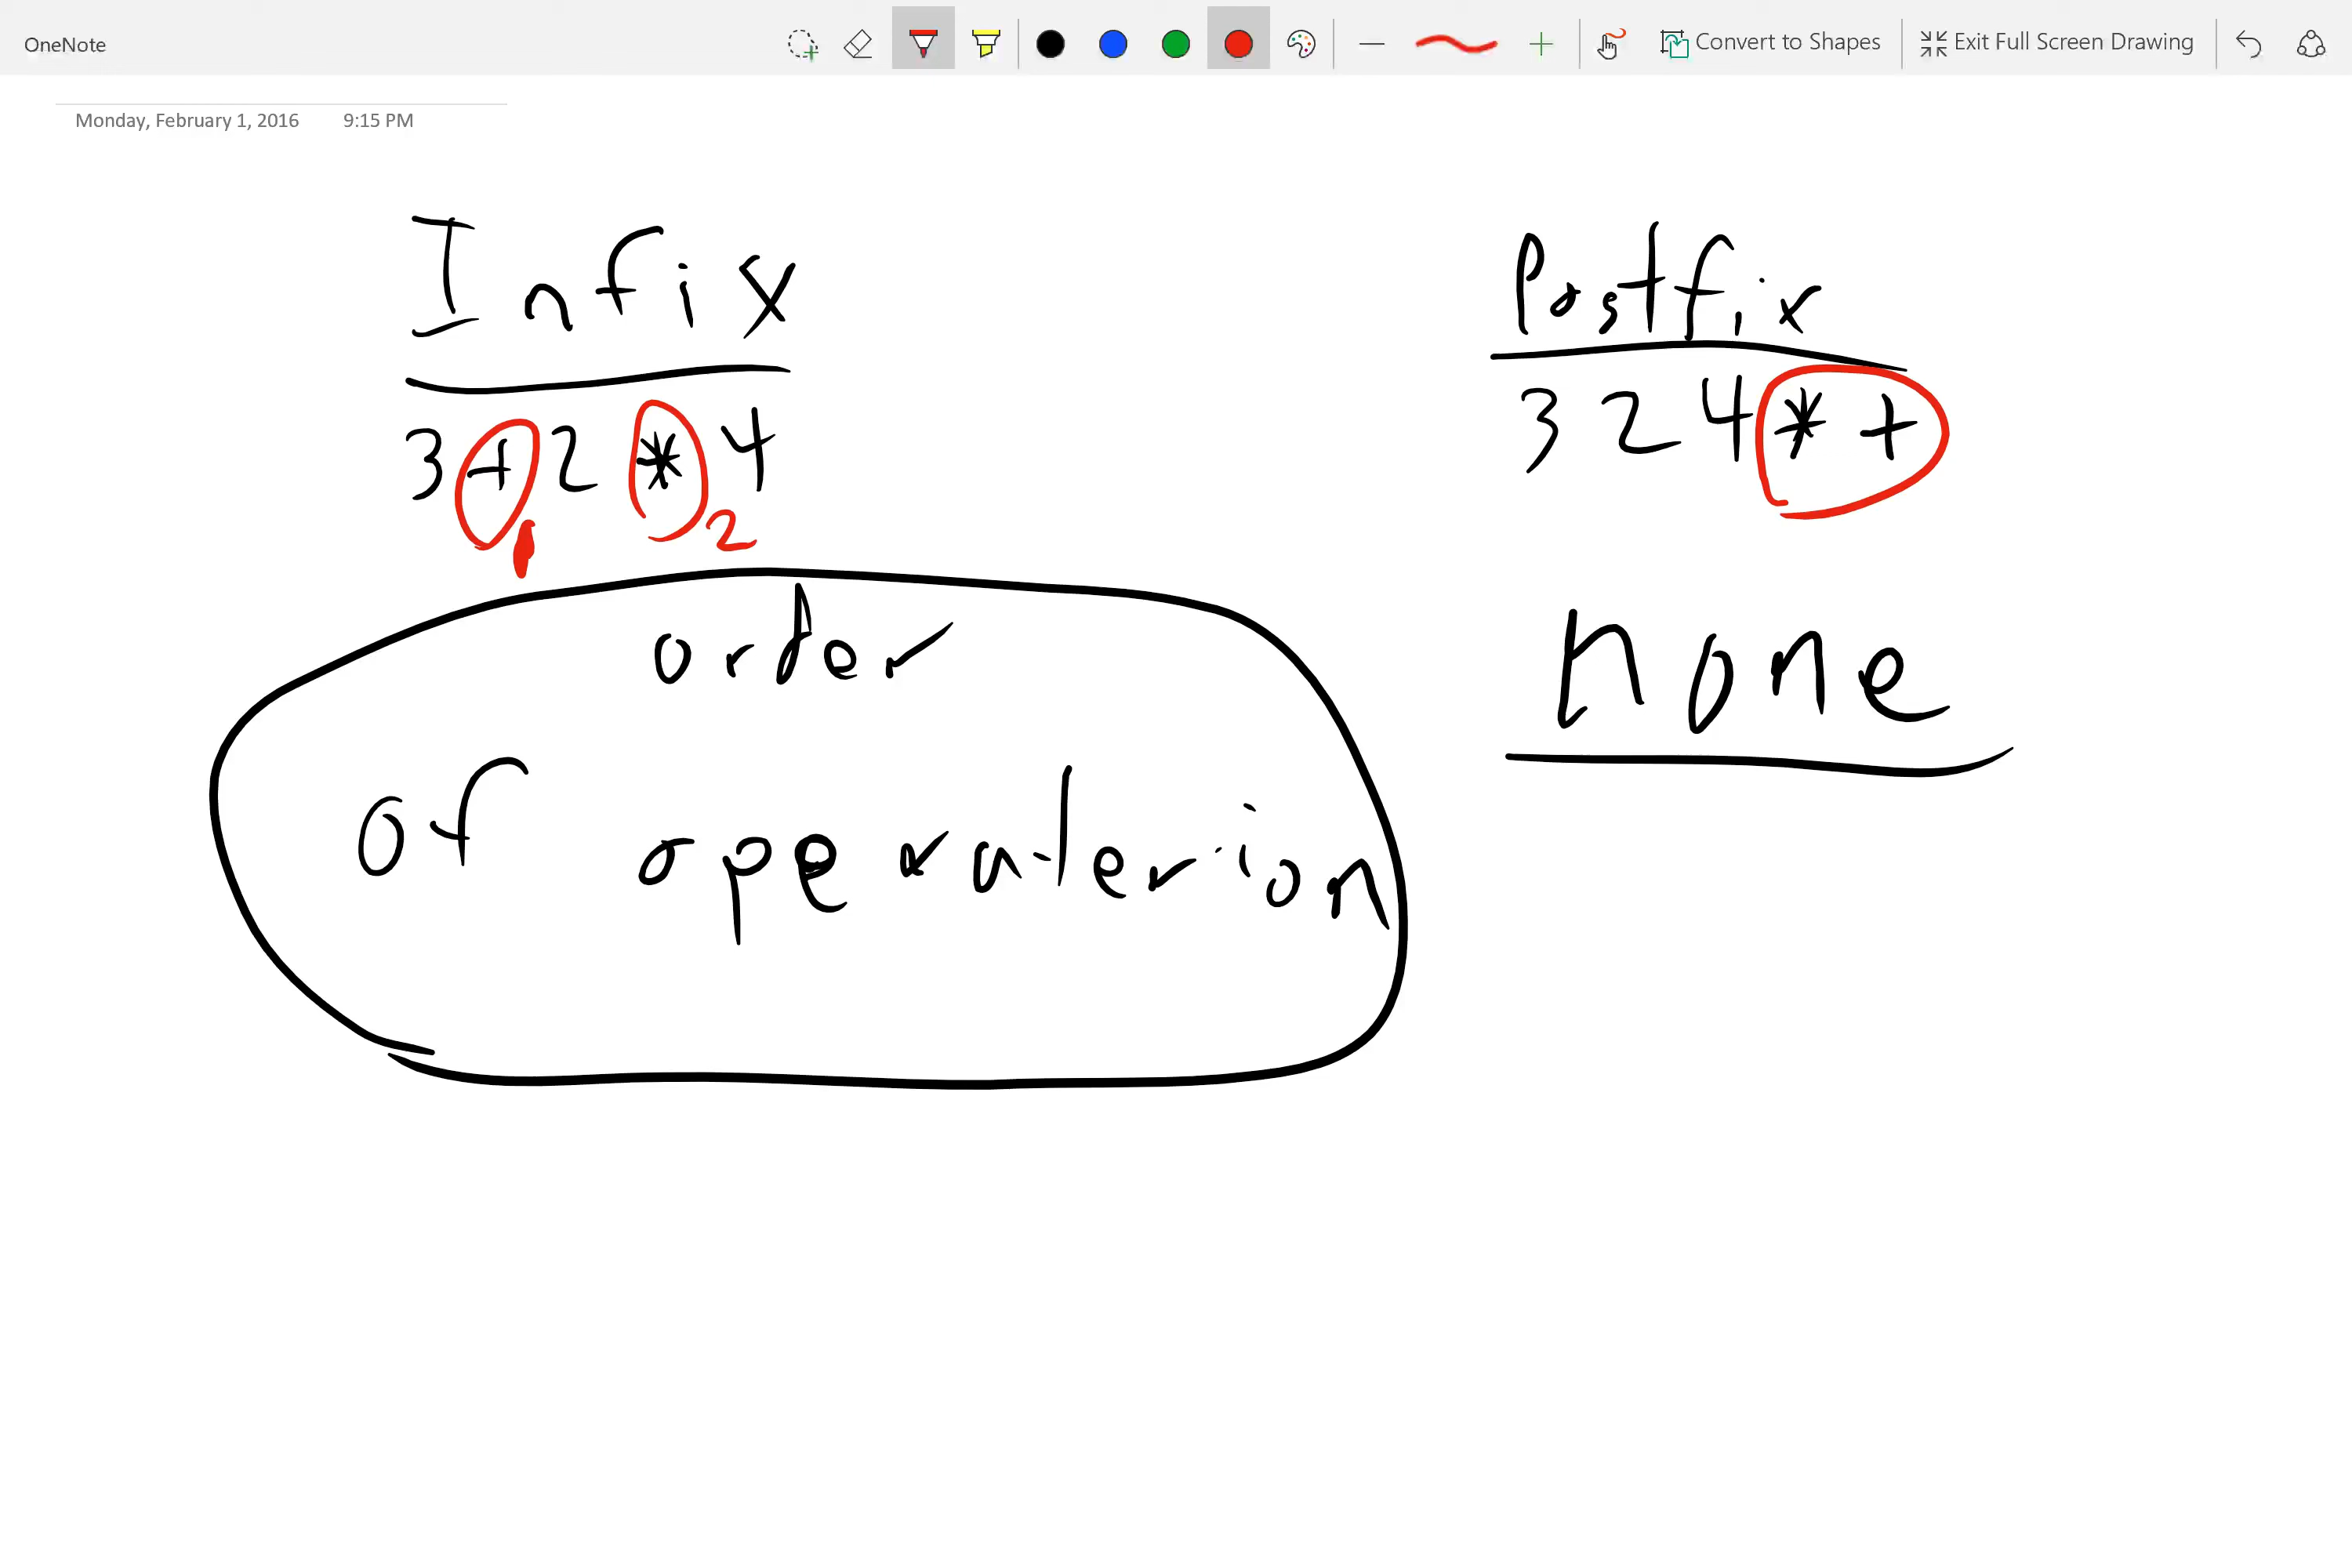 OneNote
Convert to Shapes
Exit Full Screen Drawing
Monday, February 1, 2016 9:15 PM
Infix
3+2*4
1 2
order
of operaterion
Postfix
324*+
none